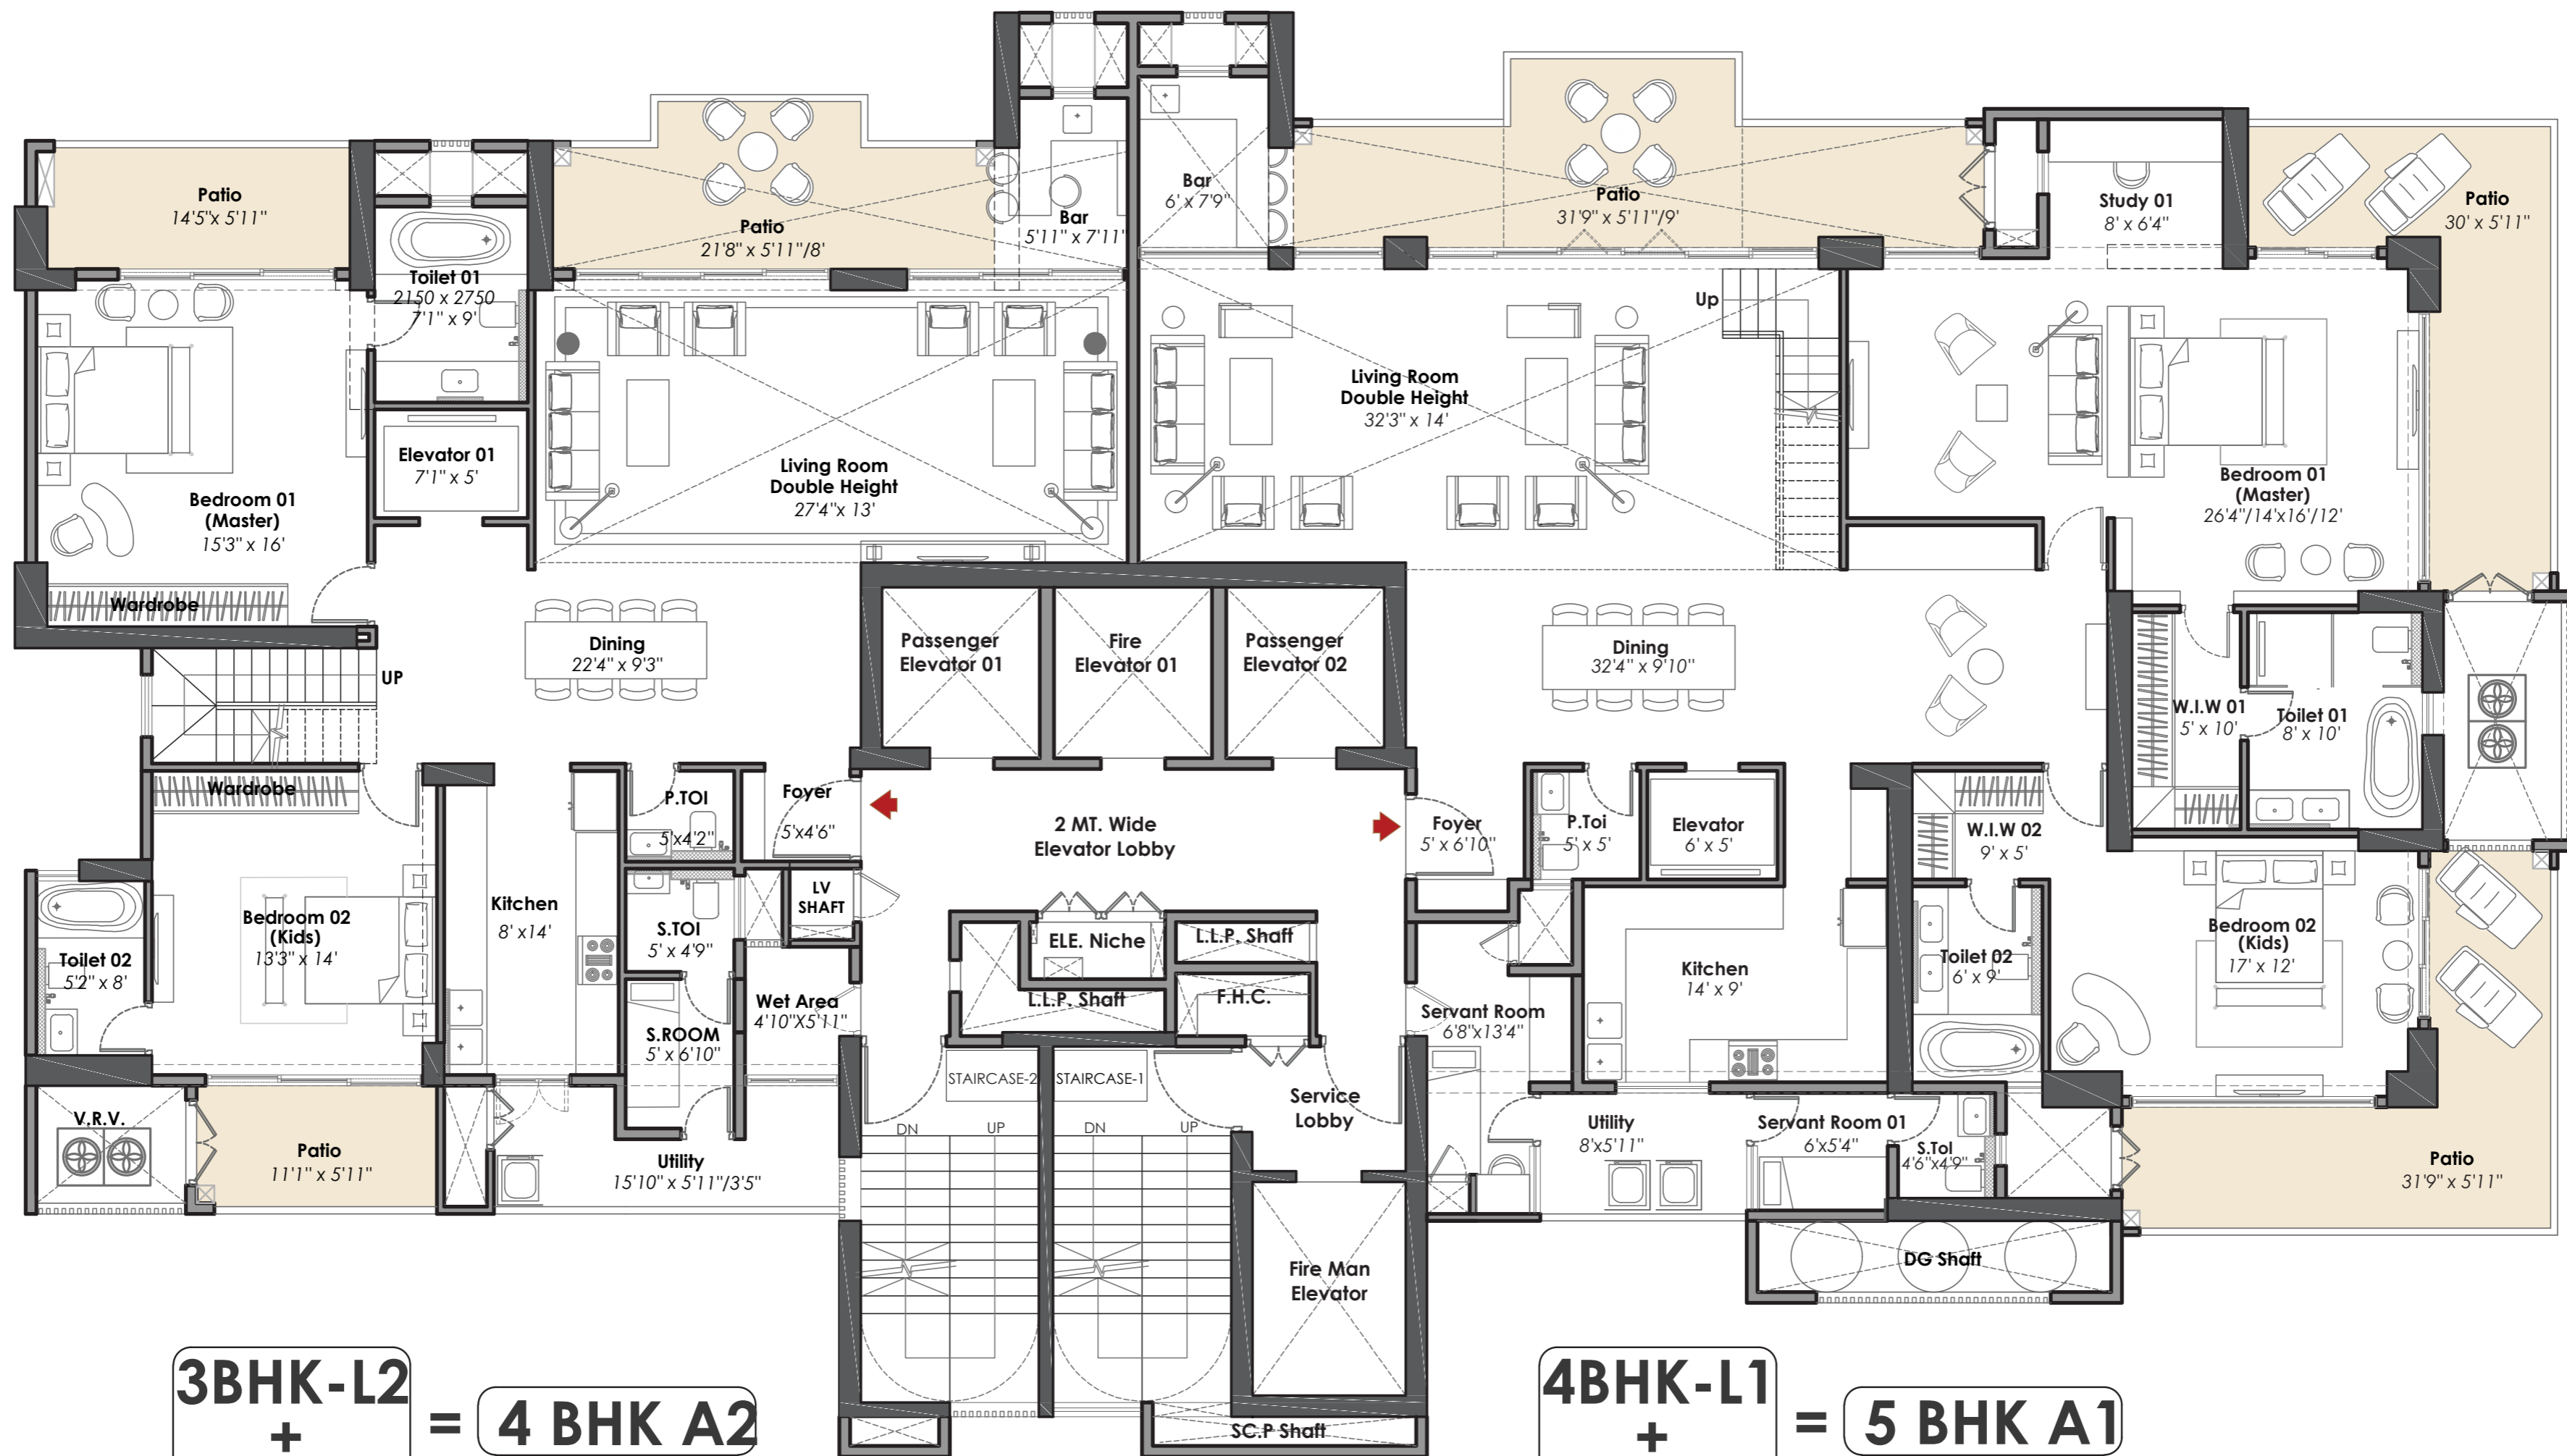 Patio
14'5"x 5'11"
Toilet 01
2150 x 2750
7'1" x 9'
Patio
21'8" x 5'11"/8'
Bar
5'11" x 7'11"
Bar
6' x 7'9"
Patio
31'9" x 5'11"/9'
Study 01
8' x 6'4"
Patio
30' x 5'11"
Bedroom 01
(Master)
15'3" x 16'
Wardrobe
Elevator 01
7'1" x 5'
Living Room
Double Height
27'4"x 13'
Living Room
Double Height
32'3" x 14'
Up
Bedroom 01
(Master)
26'4"/14'x16'/12'
UP
Dining
22'4" x 9'3"
Passenger
Elevator 01
Fire
Elevator 01
Passenger
Elevator 02
Dining
32'4" x 9'10"
W.I.W 01
5' x 10'
Toilet 01
8' x 10'
Wardrobe
Bedroom 02
(Kids)
13'3" x 14'
Toilet 02
5'2" x 8'
Kitchen
8' x14'
P.TOI
5'x4'2"
Foyer
5'x4'6"
LV
SHAFT
S.TOI
5' x 4'9"
S.ROOM
5' x 6'10"
Wet Area
4'10"X5'11"
2 MT. Wide
Elevator Lobby
ELE. Niche
L.L.P. Shaft
L.L.P. Shaft
F.H.C.
Foyer
5' x 6'10"
P.Toi
5' x 5'
Elevator
6' x 5'
Kitchen
14' x 9'
Servant Room
6'8"x13'4"
W.I.W 02
9' x 5'
Toilet 02
6' x 9'
Bedroom 02
(Kids)
17' x 12'
V.R.V.
Patio
11'1" x 5'11"
Utility
15'10" x 5'11"/3'5"
STAIRCASE-2
STAIRCASE-1
DN
UP
DN
UP
Service
Lobby
Fire Man
Elevator
Utility
8'x5'11"
Servant Room 01
6'x5'4"
S.Toi
4'6"x4'9"
Patio
31'9" x 5'11"
DG Shaft
SC.P Shaft
3BHK-L2
+
= 4 BHK A2
4BHK-L1
+
= 5 BHK A1